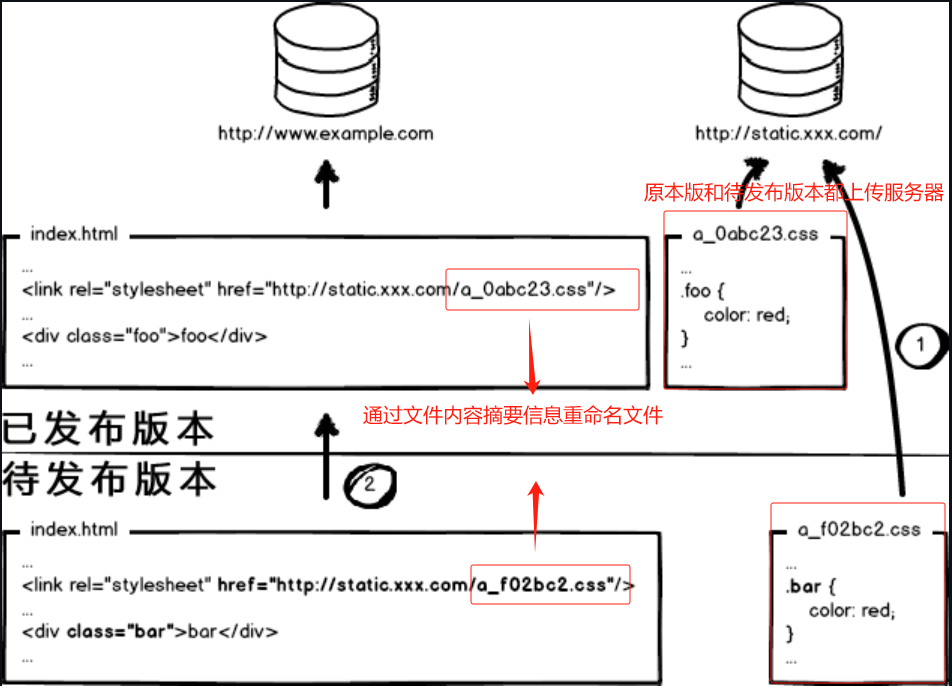 http://www.example.com
http://static.xxx.com/
原本版和待发布版本都上传服务器
index.html
...
<link rel="stylesheet" href="http://static.xxx.com/a_0abc23.css"/>
...
<div class="foo">foo</div>
...
a_0abc23.css
...
.foo {
color: red;
}
...
1
通过文件内容摘要信息重命名文件
已发布版本
待发布版本
2
index.html
...
<link rel="stylesheet" href="http://static.xxx.com/a_f02bc2.css"/>
...
<div class="bar">bar</div>
...
a_f02bc2.css
...
.bar {
color: red;
}
...